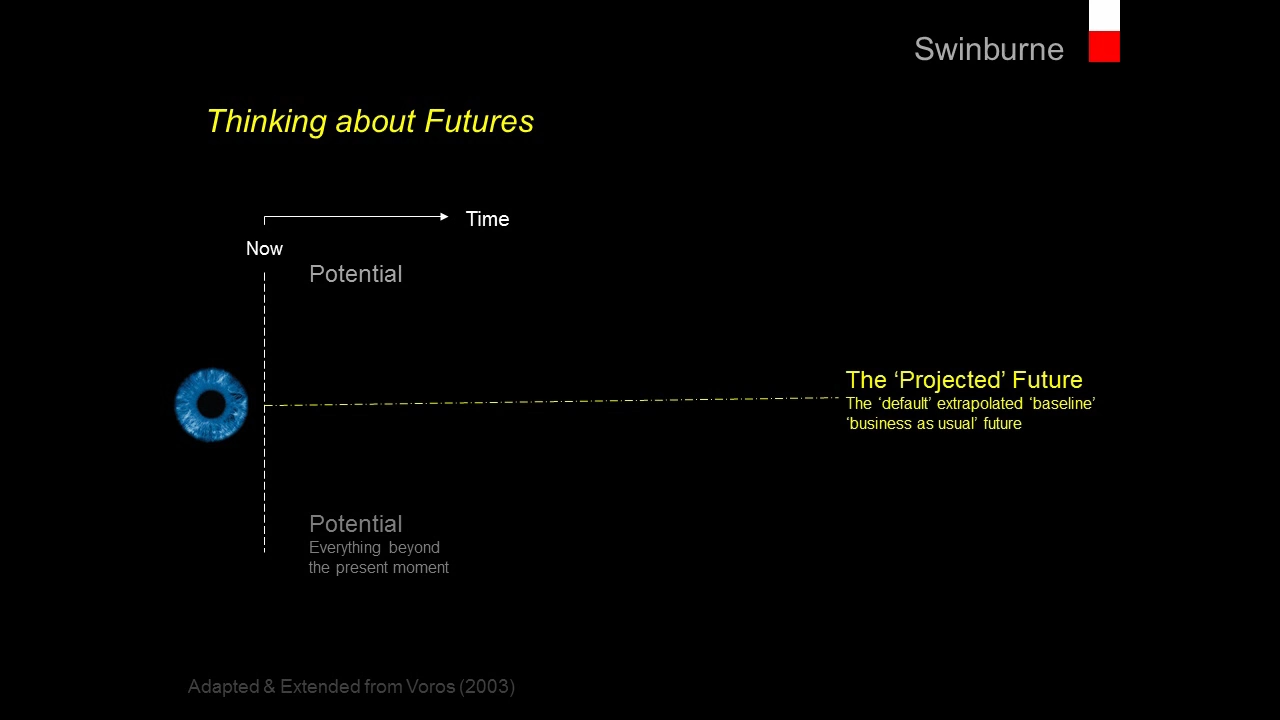 Swinburne
Thinking about Futures
Time
Now
Potential
The ‘Projected’ Future
The ‘default’ extrapolated ‘baseline’
‘business as usual’ future
Potential
Everything beyond
the present moment
Adapted & Extended from Voros (2003)